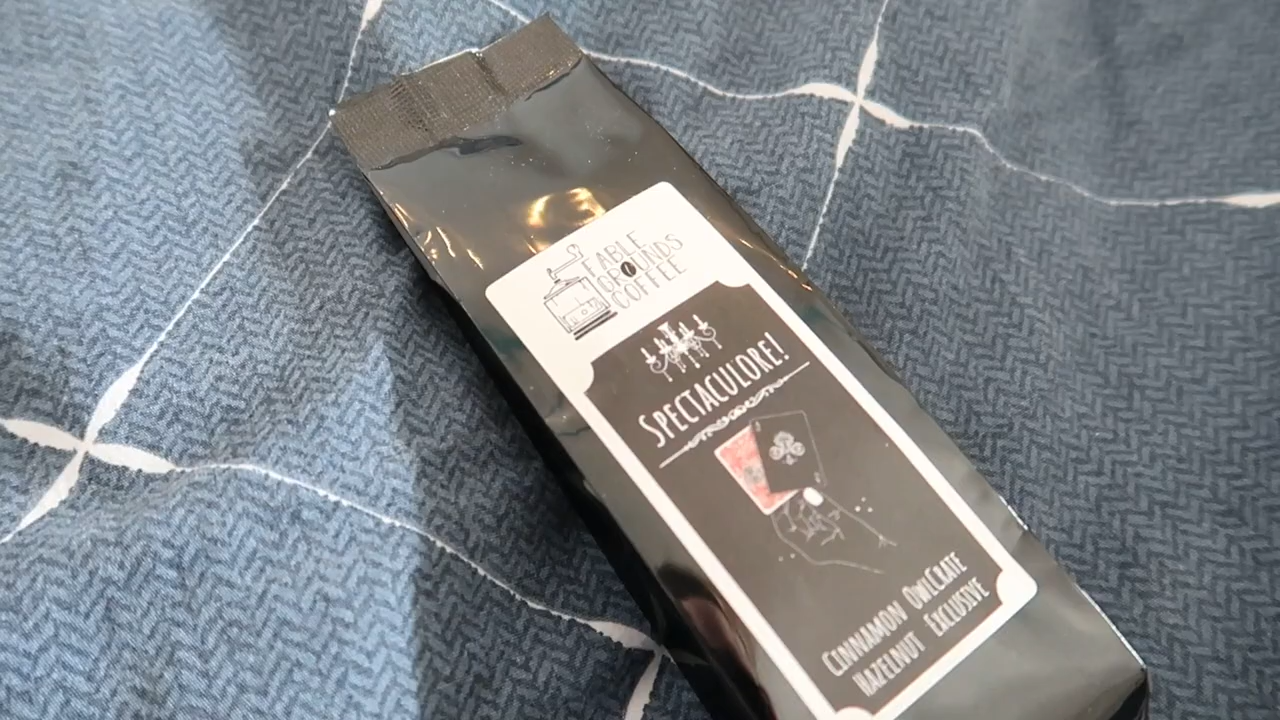 FABLE
GROUNDS
COFFEE
SPECTACULORE!
CINNAMON
HAZELNUT
OWLCRATE
EXCLUSIVE